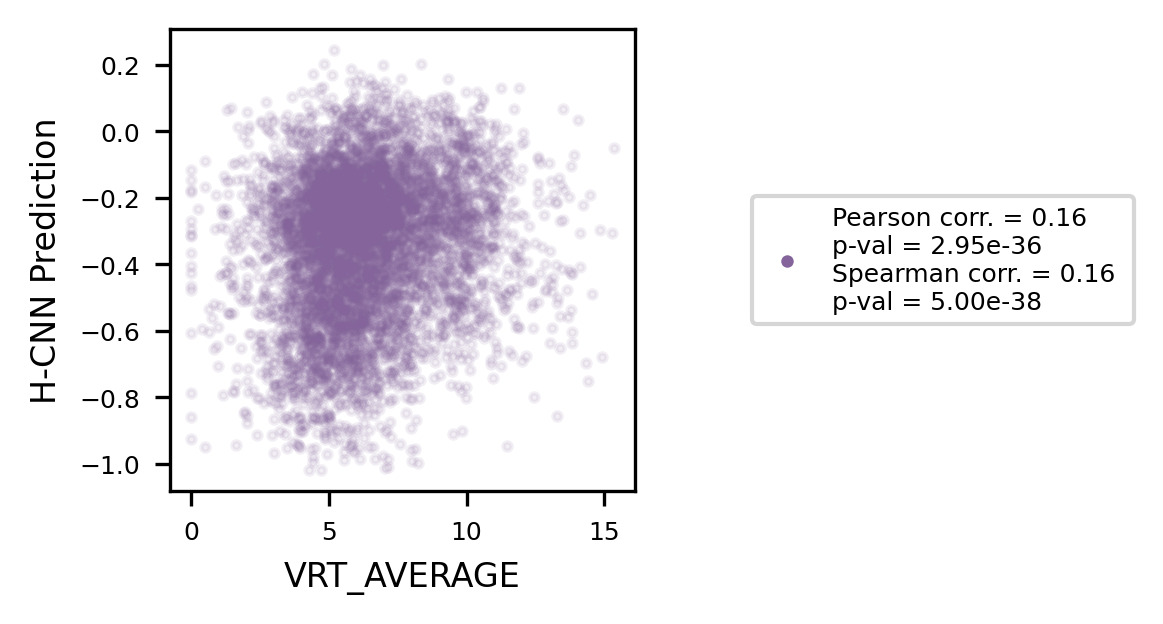 H-CNN Prediction
0.2
0.0
−0.2
−0.4
−0.6
−0.8
−1.0
0 5 10 15
VRT_AVERAGE
Pearson corr. = 0.16
p-val = 2.95e-36
Spearman corr. = 0.16
p-val = 5.00e-38